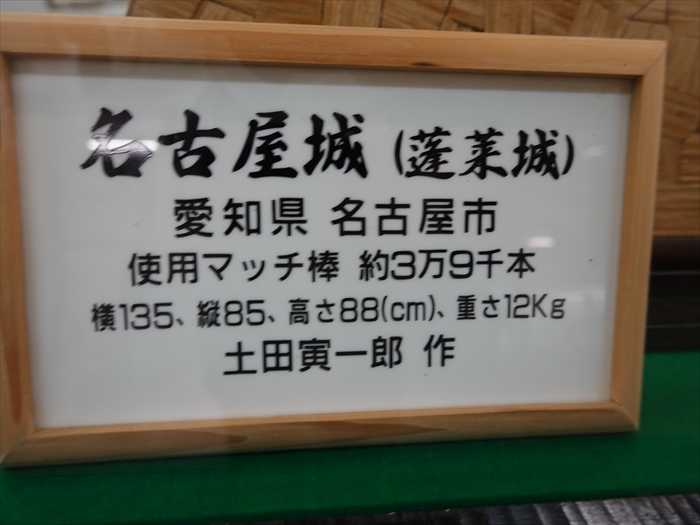 名古屋城 (蓬莱城)
愛知県 名古屋市
使用マッチ棒 約3万9千本
横135、縦85、高さ88(cm)、重さ12Kg
土田寅一郎 作